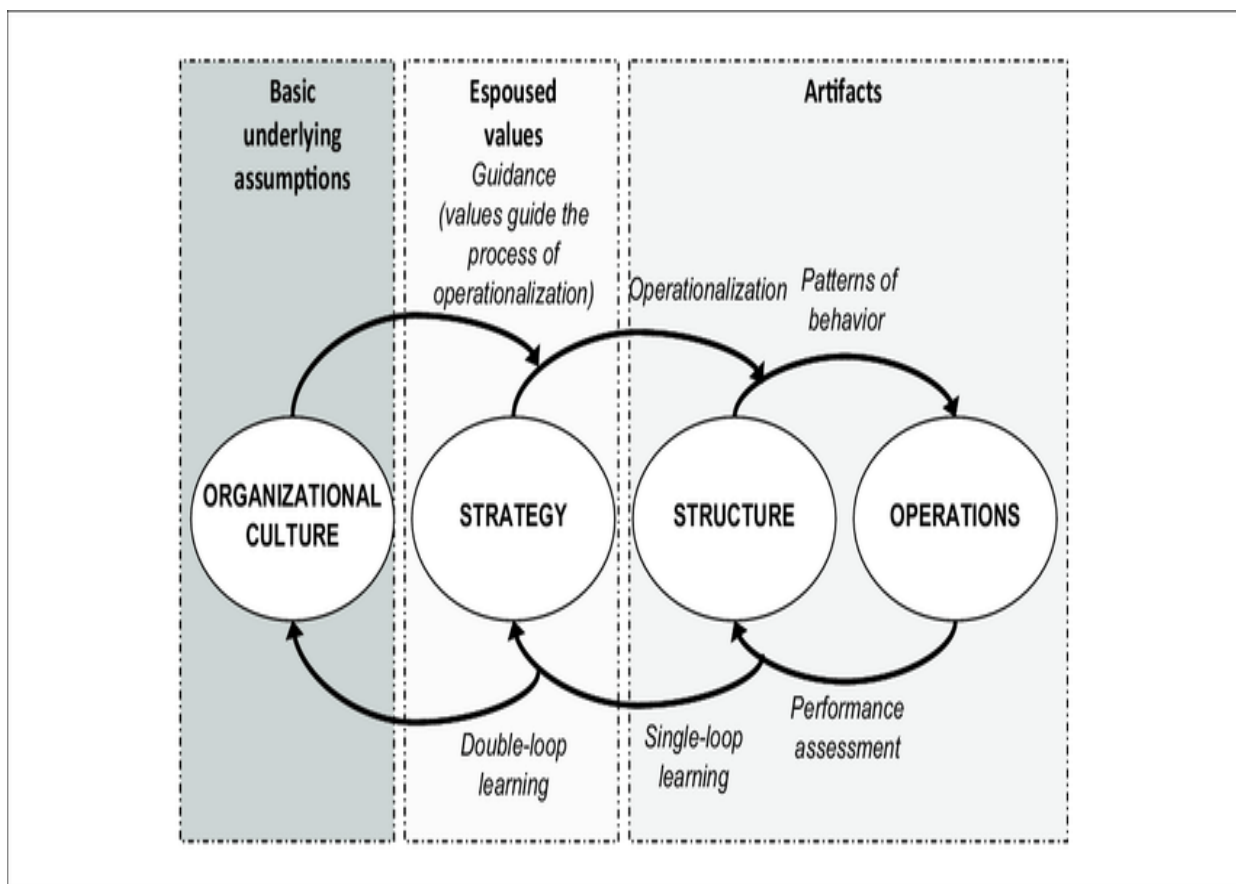 Basic
underlying
assumptions
Espoused
values
Guidance
(values guide the
process of
operationalization)
Artifacts
Operationalization
Patterns of
behavior
ORGANIZATIONAL
CULTURE
STRATEGY
STRUCTURE
OPERATIONS
Double-loop
learning
Single-loop
learning
Performance
assessment